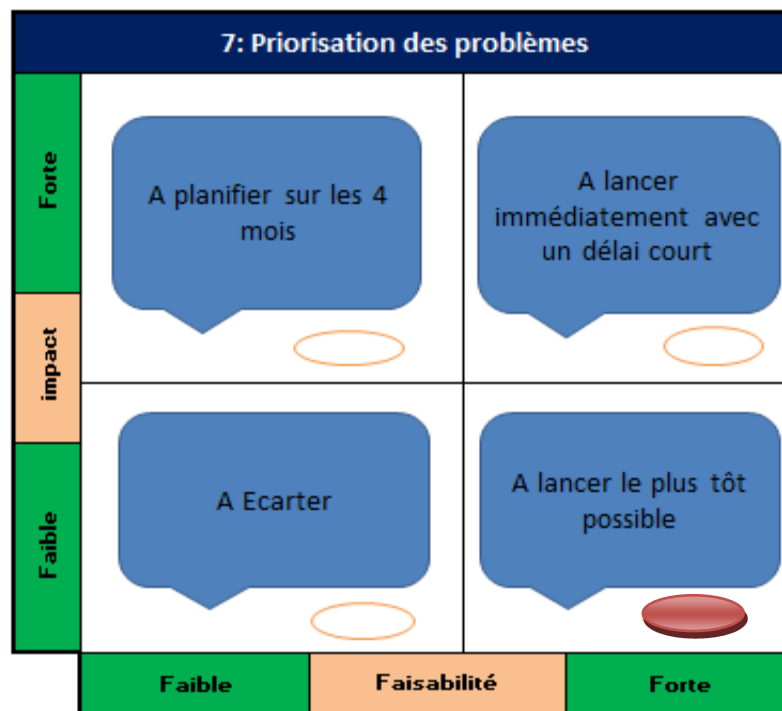 7: Priorisation des problèmes
Forte
A planifier sur les 4
mois
A lancer
immédiatement avec
un délai court
impact
Faible
A Ecarter
A lancer le plus tôt
possible
Faible
Faisabilité
Forte